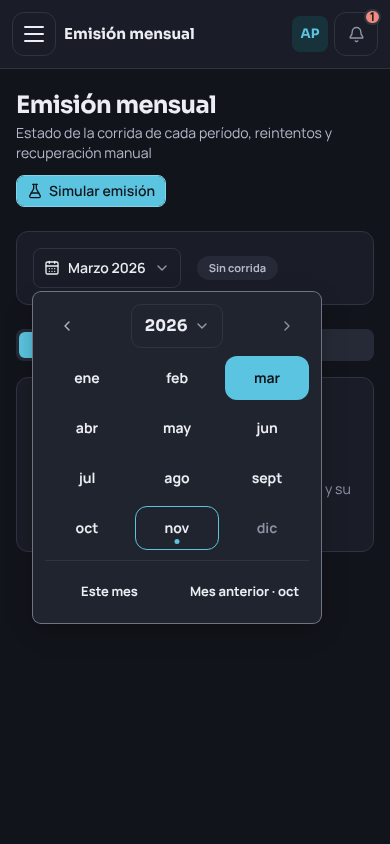 Emisión mensual
AP
1
Emisión mensual
Estado de la corrida de cada período, reintentos y
recuperación manual
Simular emisión
Marzo 2026
Sin corrida
2026
ene
feb
mar
abr
may
jun
jul
ago
sept
y su
oct
nov
dic
Este mes
Mes anterior · oct